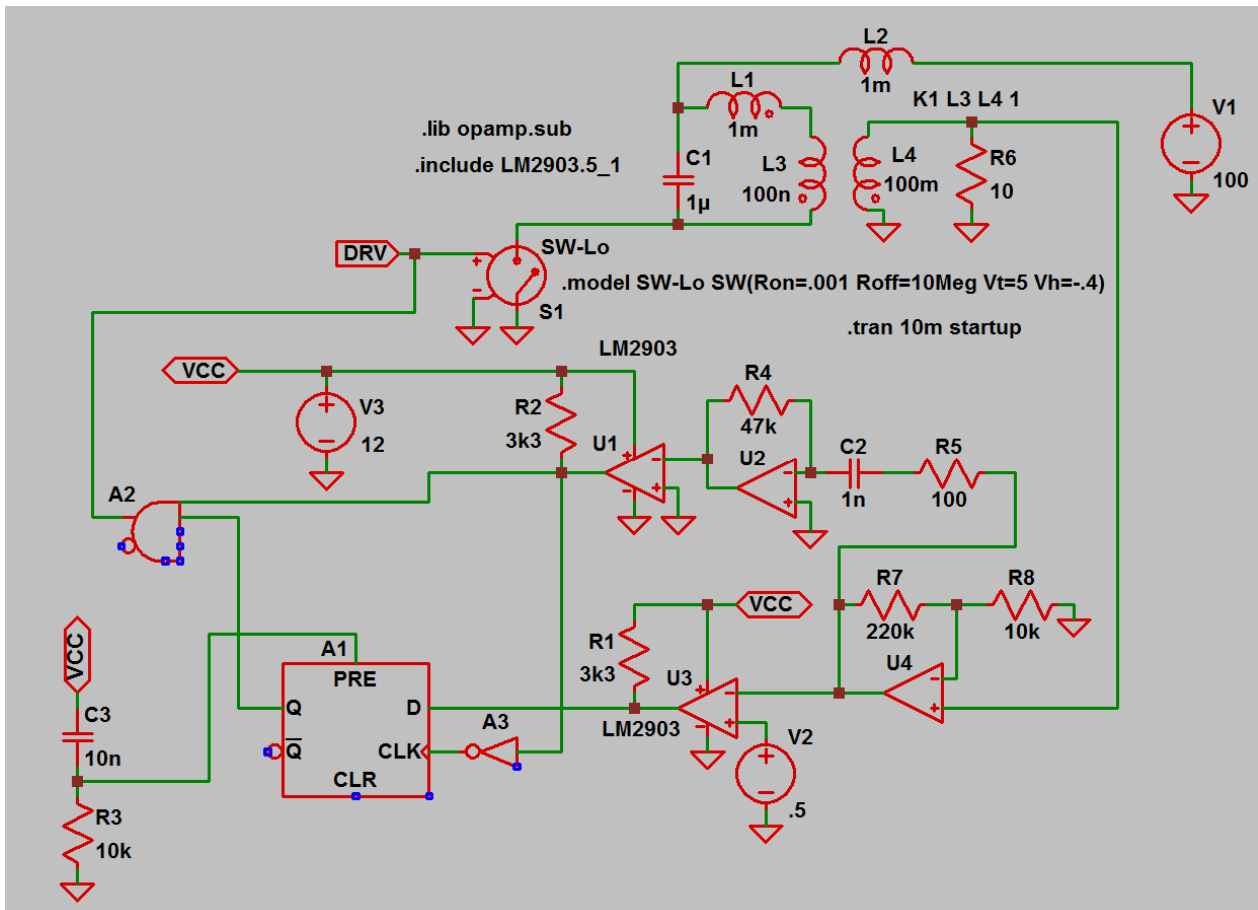 L2
1m
L1
1m
K1 L3 L4 1
V1
100
.lib opamp.sub
.include LM2903.5_1
C1
1µ
L3
100n
L4
100m
R6
10
DRV
SW-Lo
S1
.model SW-Lo SW(Ron=.001 Roff=10Meg Vt=5 Vh=-.4)
.tran 10m startup
VCC
V3
12
LM2903
R2
3k3
U1
R4
47k
U2
C2
1n
R5
100
A2
VCC
C3
10n
R3
10k
A1
PRE
Q
Q
D
CLK
CLR
A3
R1
3k3
VCC
U3
LM2903
V2
.5
R7
220k
R8
10k
U4